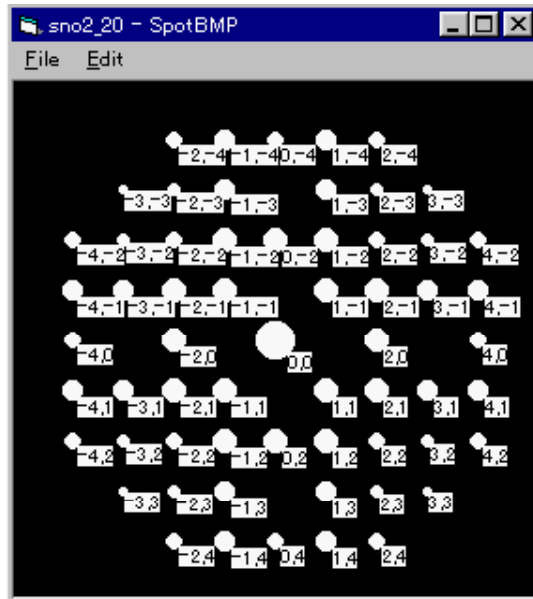 sno2_20 - SpotBMP
File Edit
-2,-4 -1,-4 0,-4 1,-4 2,-4
-3,-3 -2,-3 -1,-3 1,-3 2,-3 3,-3
-4,-2 -3,-2 -2,-2 -1,-2 0,-2 1,-2 2,-2 3,-2 4,-2
-4,-1 -3,-1 -2,-1 -1,-1 1,-1 2,-1 3,-1 4,-1
-4,0 -2,0 0,0 2,0 4,0
-4,1 -3,1 -2,1 -1,1 1,1 2,1 3,1 4,1
-4,2 -3,2 -2,2 -1,2 0,2 1,2 2,2 3,2 4,2
-3,3 -2,3 -1,3 1,3 2,3 3,3
-2,4 -1,4 0,4 1,4 2,4